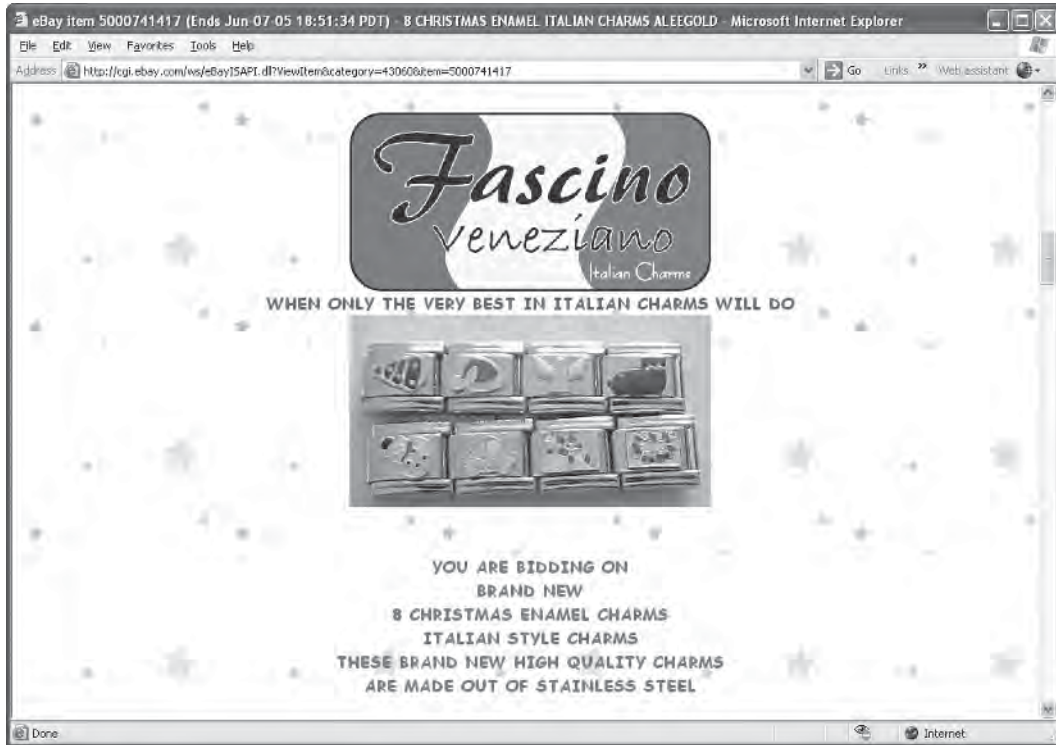 eBay item 5000741417 (Ends Jun-07-05 18:51:34 PDT) - 8 CHRISTMAS ENAMEL ITALIAN CHARMS ALEEGOLD - Microsoft Internet Explorer
File Edit View Favorites Tools Help
Address http://cgi.ebay.com/ws/eBayISAPI.dll?ViewItem&category=43060&item=5000741417 Go Links » Web assistant
Fascino
Veneziano
Italian Charms
WHEN ONLY THE VERY BEST IN ITALIAN CHARMS WILL DO
YOU ARE BIDDING ON
BRAND NEW
8 CHRISTMAS ENAMEL CHARMS
ITALIAN STYLE CHARMS
THESE BRAND NEW HIGH QUALITY CHARMS
ARE MADE OUT OF STAINLESS STEEL
Done Internet